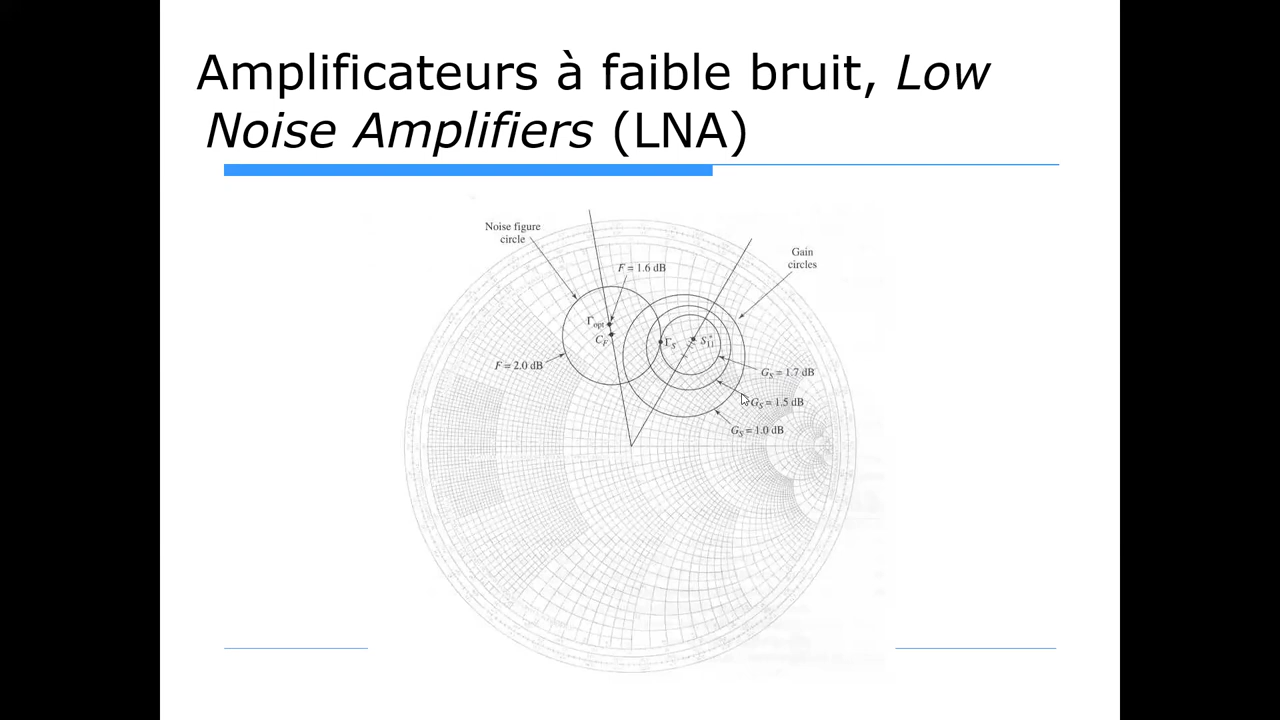 Amplificateurs à faible bruit, Low
Noise Amplifiers (LNA)
Noise figure
circle
Gain
circles
F = 1.6 dB
Γopt
CF
ΓS
S*11
F = 2.0 dB
GS = 1.7 dB
GS = 1.5 dB
GS = 1.0 dB